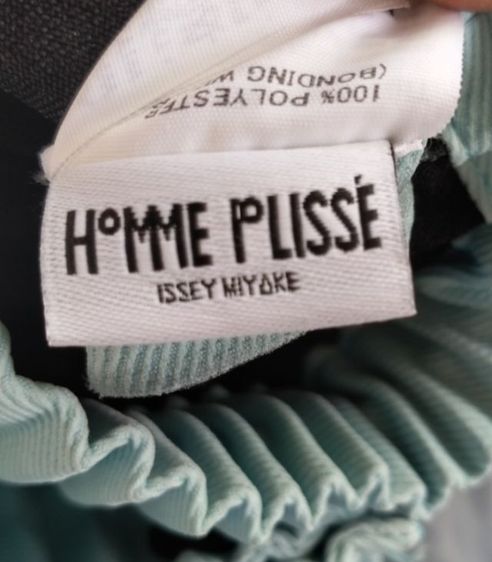 100% POLYESTER
(BONDING
HOMME PLISSÉ
ISSEY MIYAKE